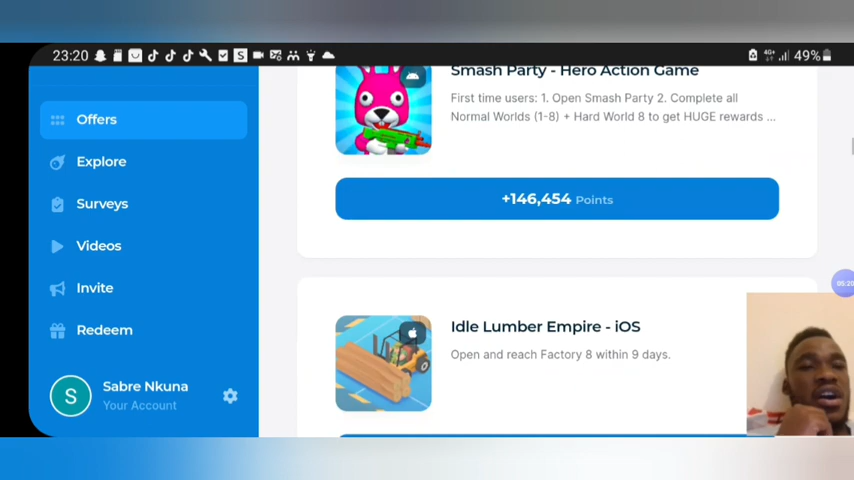 23:20
4G+ 49%
Offers
Explore
Surveys
Videos
Invite
Redeem
S
Sabre Nkuna
Your Account
Smash Party - Hero Action Game
First time users: 1. Open Smash Party 2. Complete all
Normal Worlds (1-8) + Hard World 8 to get HUGE rewards ...
+146,454 Points
Idle Lumber Empire - iOS
Open and reach Factory 8 within 9 days.